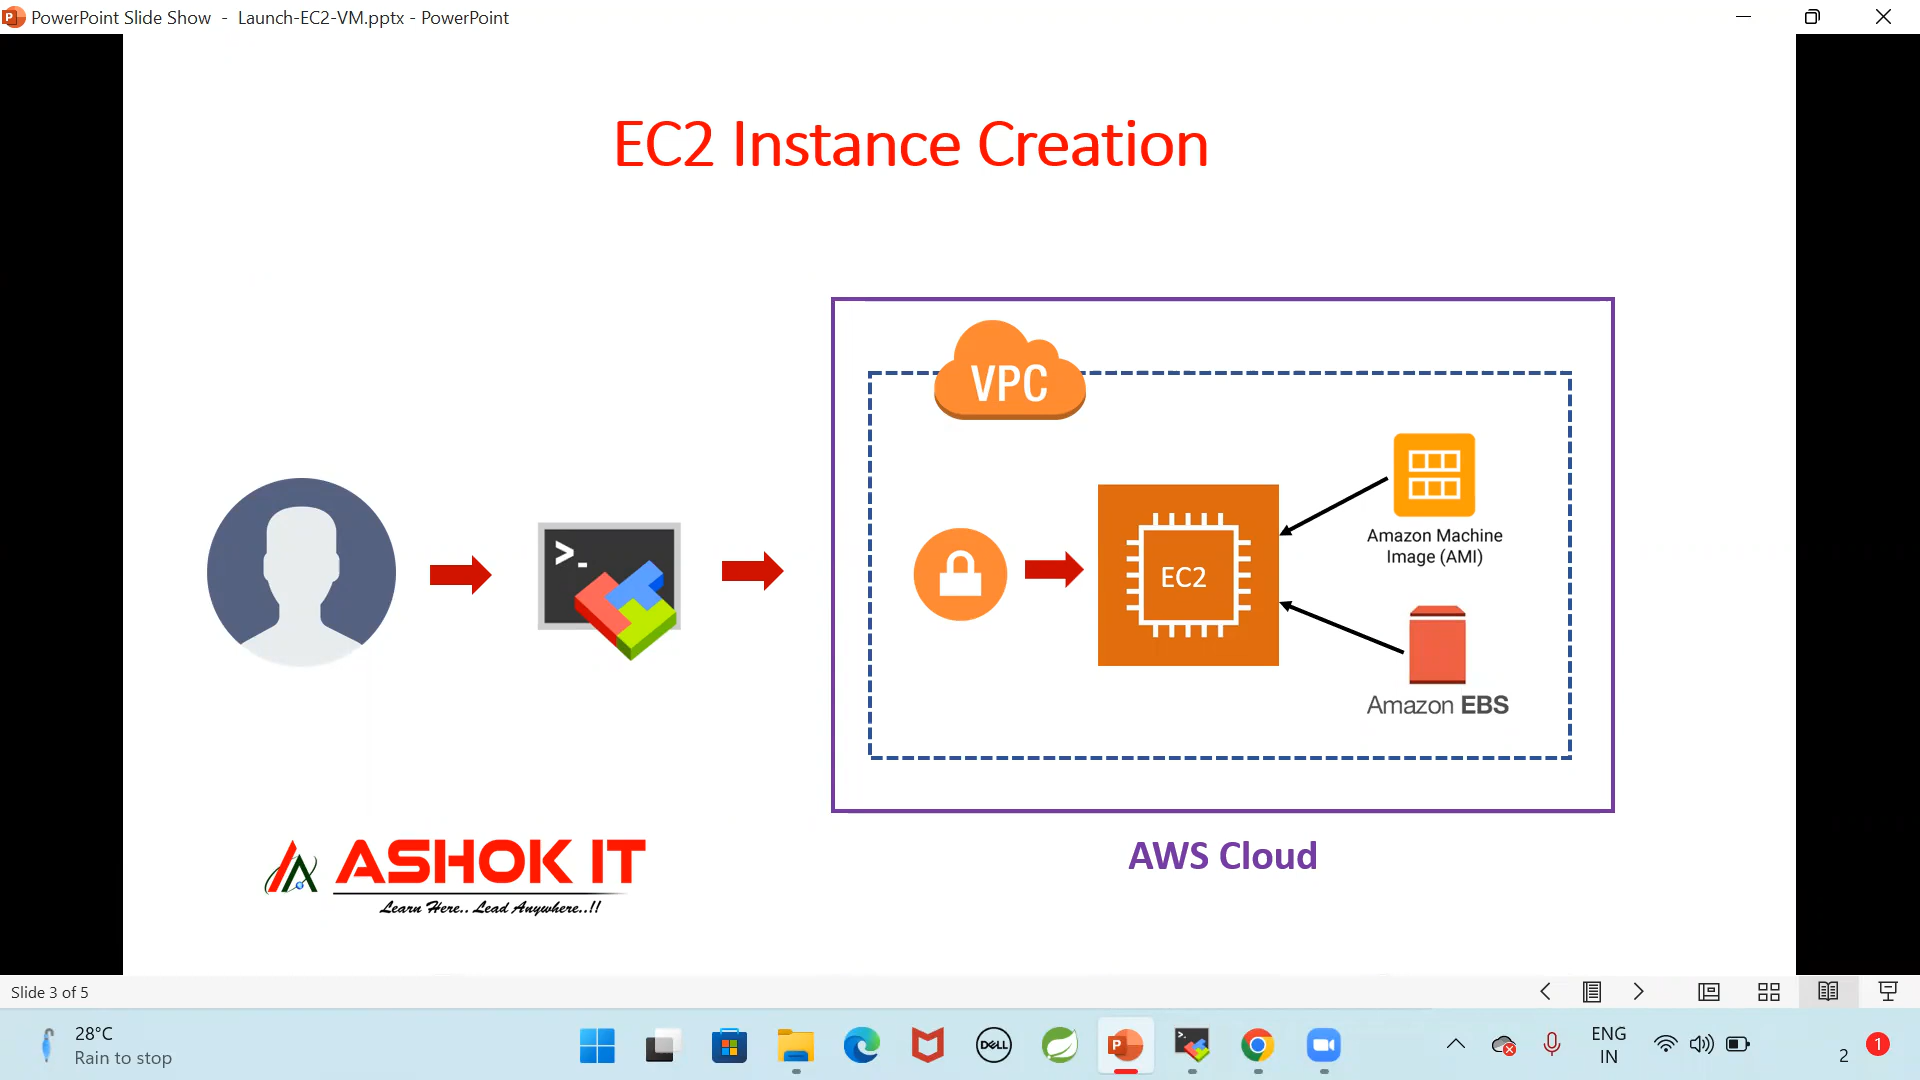 PowerPoint Slide Show - Launch-EC2-VM.pptx - PowerPoint
EC2 Instance Creation
VPC
>_
EC2
Amazon Machine
Image (AMI)
Amazon EBS
AWS Cloud
ASHOK IT
Learn Here.. Lead Anywhere..!!
Slide 3 of 5
28°C
Rain to stop
DELL
P
ENG
IN
2
1